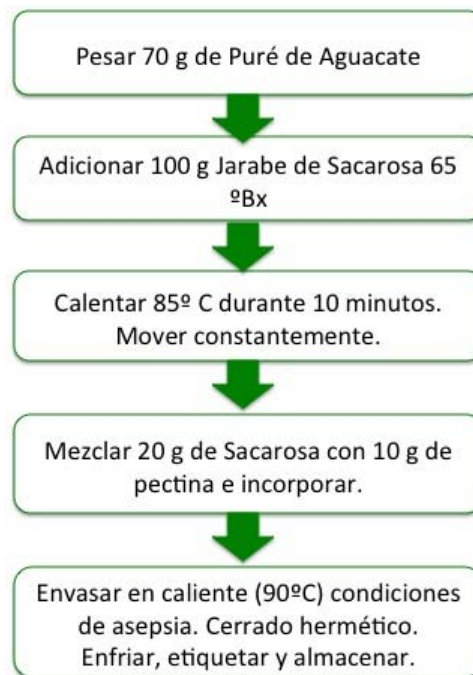 Pesar 70 g de Puré de Aguacate
Adicionar 100 g Jarabe de Sacarosa 65
ºBx
Calentar 85º C durante 10 minutos.
Mover constantemente.
Mezclar 20 g de Sacarosa con 10 g de
pectina e incorporar.
Envasar en caliente (90ºC) condiciones
de asepsia. Cerrado hermético.
Enfriar, etiquetar y almacenar.